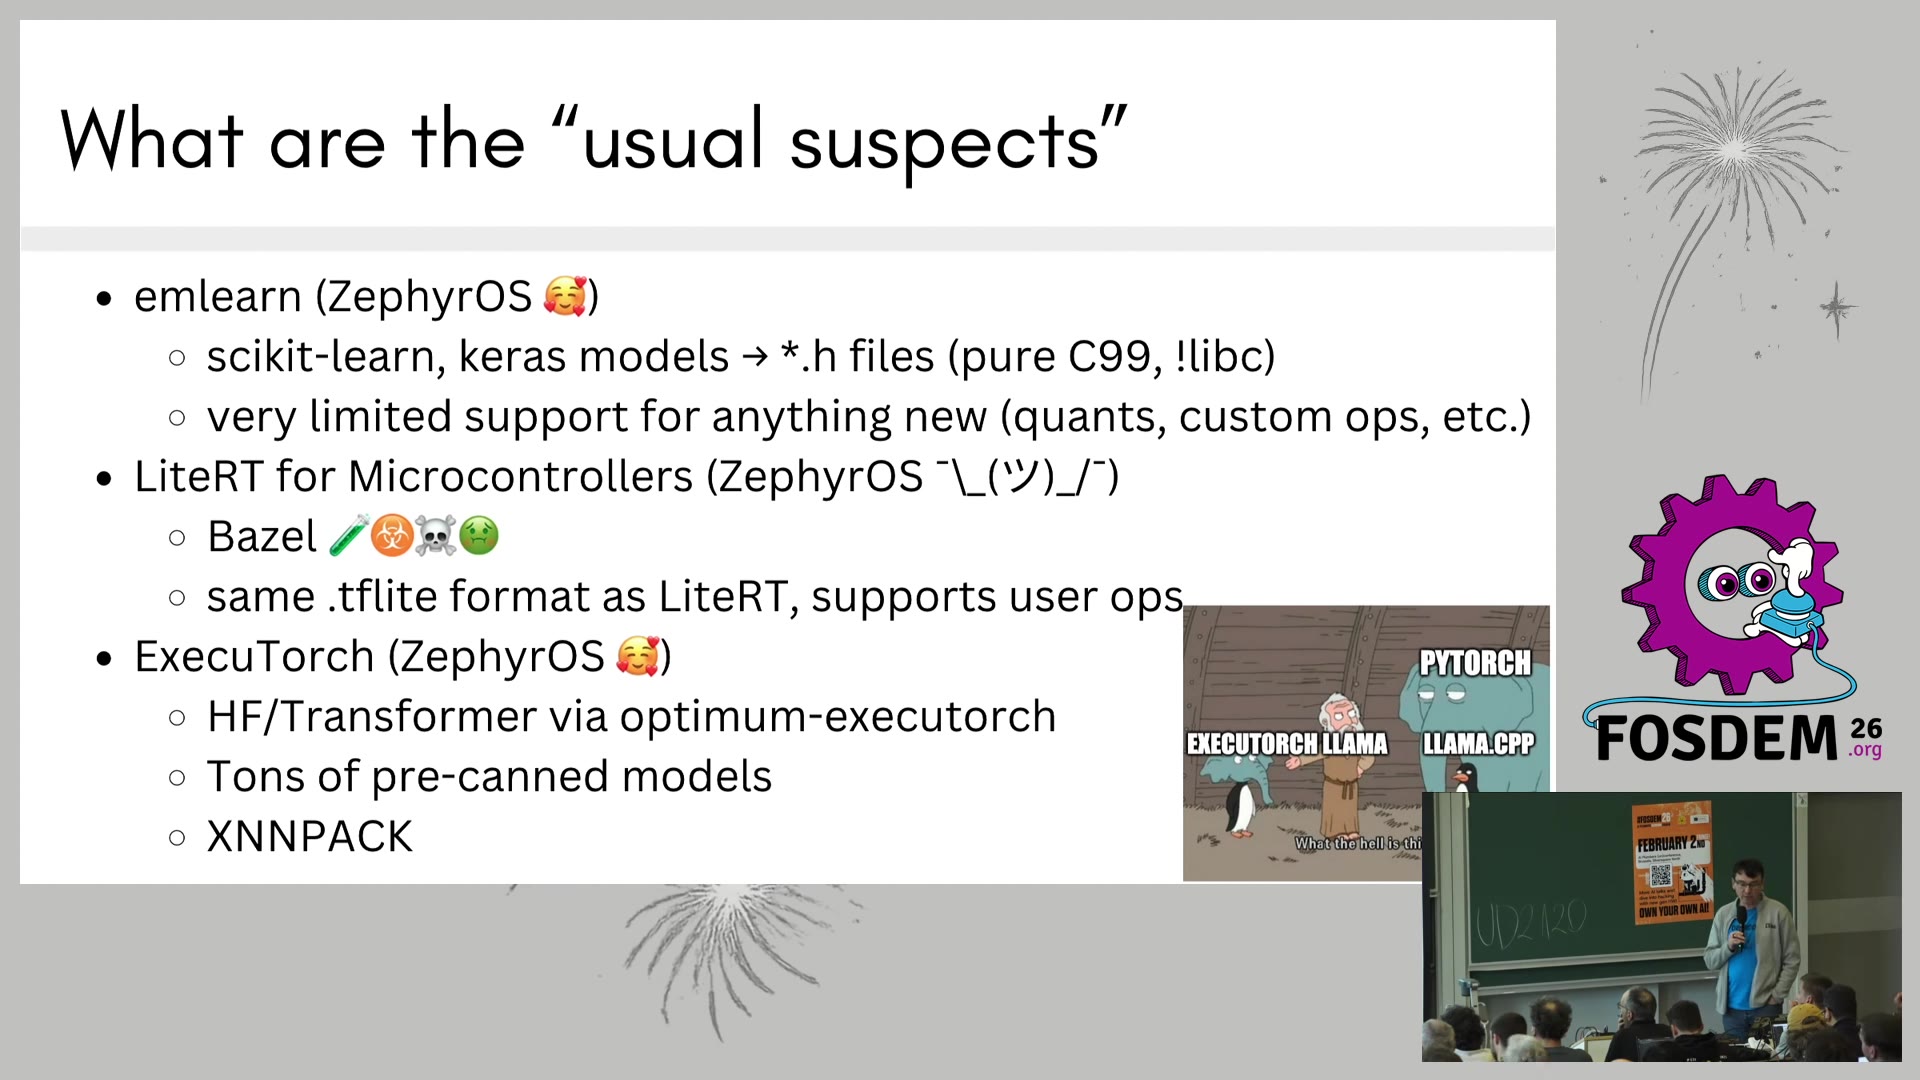 What are the “usual suspects”
emlearn (ZephyrOS 🥰)
scikit-learn, keras models → *.h files (pure C99, !libc)
very limited support for anything new (quants, custom ops, etc.)
LiteRT for Microcontrollers (ZephyrOS ¯\_(ツ)_/¯)
Bazel 🧪☣️☠️🤢
same .tflite format as LiteRT, supports user ops
ExecuTorch (ZephyrOS 🥰)
HF/Transformer via optimum-executorch
Tons of pre-canned models
XNNPACK
PYTORCH
EXECUTORCH LLAMA
LLAMA.CPP
What the hell is thi
FOSDEM 26
.org
FOSDEM26
FEBRUARY 2ND
OWN YOUR OWN AI!
UD2120